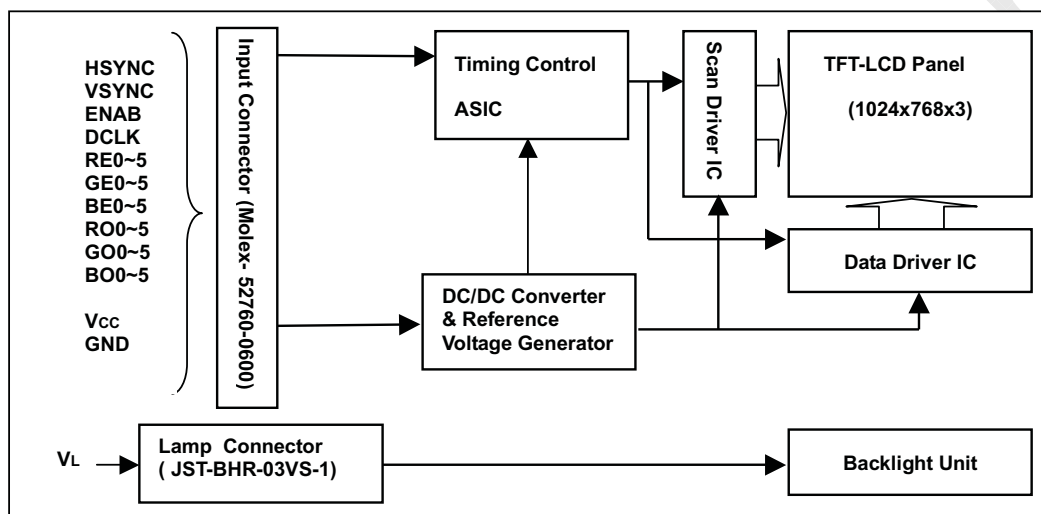 HSYNC
VSYNC
ENAB
DCLK
RE0~5
GE0~5
BE0~5
RO0~5
GO0~5
BO0~5
Vcc
GND
Input Connector (Molex- 52760-0600)
Timing Control
ASIC
Scan Driver IC
TFT-LCD Panel
(1024x768x3)
Data Driver IC
DC/DC Converter
& Reference
Voltage Generator
VL
Lamp Connector
( JST-BHR-03VS-1)
Backlight Unit